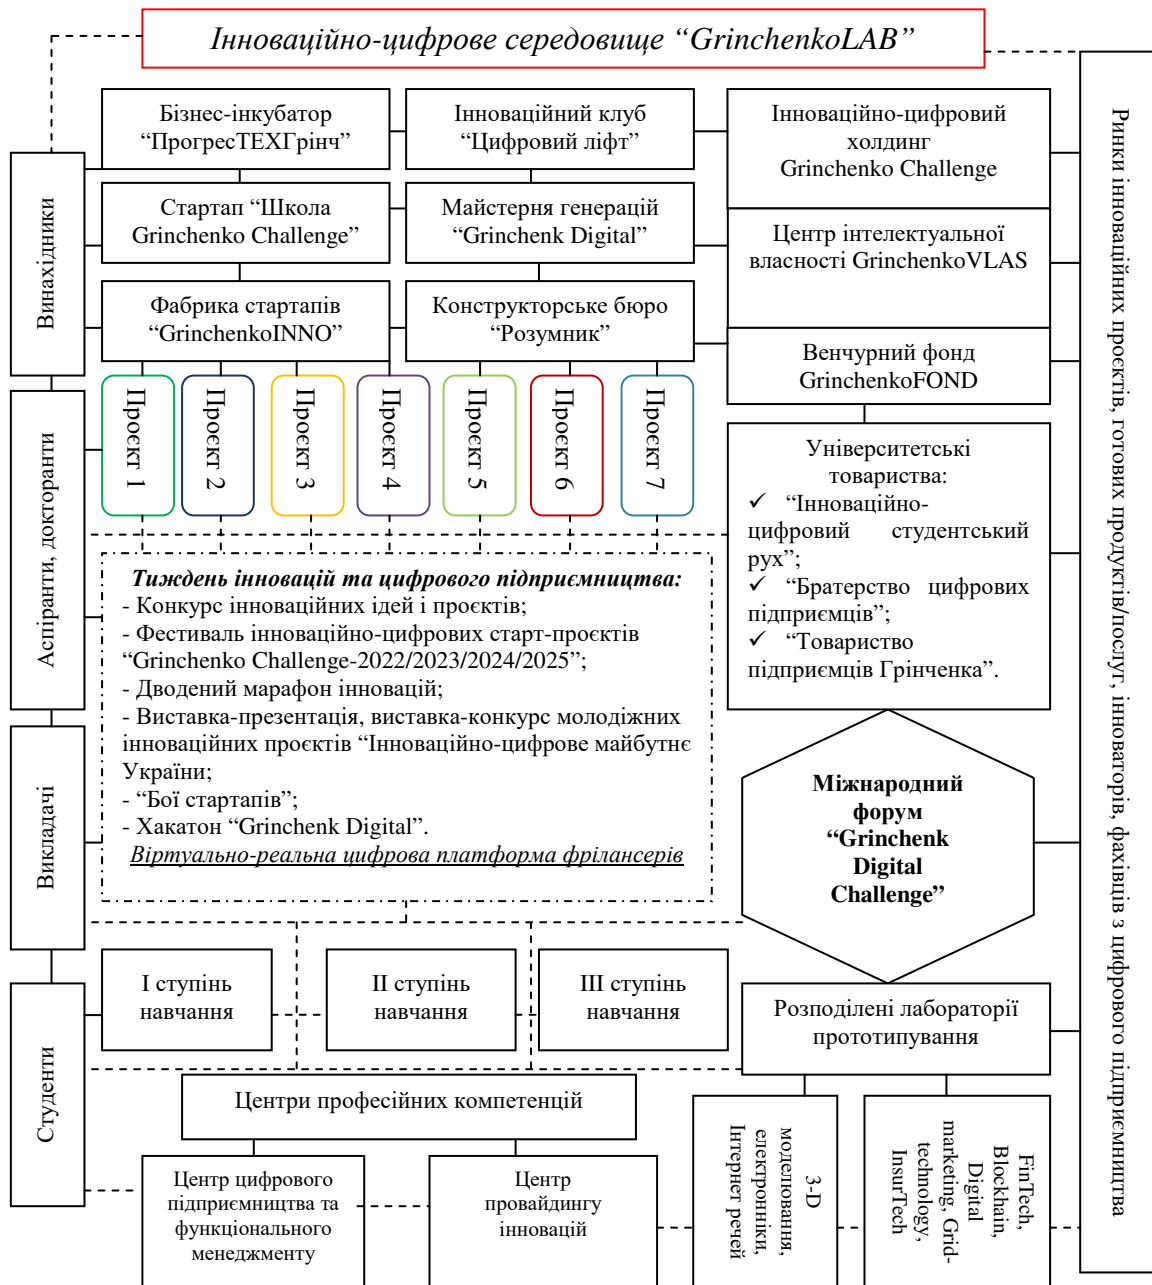 Інноваційно-цифрове середовище “GrinchenkoLAB”
Бізнес-інкубатор
“ПрогресТЕХГрінч”
Інноваційний клуб
“Цифровий ліфт”
Інноваційно-цифровий
холдинг
Grinchenko Challenge
Стартап “Школа
Grinchenko Challenge”
Майстерня генерацій
“Grinchenk Digital”
Центр інтелектуальної
власності GrinchenkoVLAS
Фабрика стартапів
“GrinchenkoINNO”
Конструкторське бюро
“Розумник”
Венчурний фонд
GrinchenkoFOND
Винахідники
Аспіранти, докторанти
Викладачі
Студенти
Проєкт 1
Проєкт 2
Проєкт 3
Проєкт 4
Проєкт 5
Проєкт 6
Проєкт 7
Університетські
товариства:
✓ “Інноваційно-
цифровий студентський
рух”;
✓ “Братерство цифрових
підприємців”;
✓ “Товариство
підприємців Грінченка”.
Тиждень інновацій та цифрового підприємництва:
- Конкурс інноваційних ідей і проєктів;
- Фестиваль інноваційно-цифрових старт-проєктів
“Grinchenko Challenge-2022/2023/2024/2025”;
- Дводений марафон інновацій;
- Виставка-презентація, виставка-конкурс молодіжних
інноваційних проєктів “Інноваційно-цифрове майбутнє
України;
- “Бої стартапів”;
- Хакатон “Grinchenk Digital”.
Віртуально-реальна цифрова платформа фрілансерів
Міжнародний
форум
“Grinchenk
Digital
Challenge”
I ступінь
навчання
II ступінь
навчання
III ступінь
навчання
Розподілені лабораторії
прототипування
Центри професійних компетенцій
Центр цифрового
підприємництва та
функціонального
менеджменту
Центр
провайдингу
інновацій
3-D
моделювання,
електронніки,
Інтернет речей
FinTech,
Blockhain,
Digital
marketing, Grid-
technology,
InsurTech
Ринки інноваційних проєктів, готових продуктів/послуг, інноваторів, фахівців з цифрового підприємництва